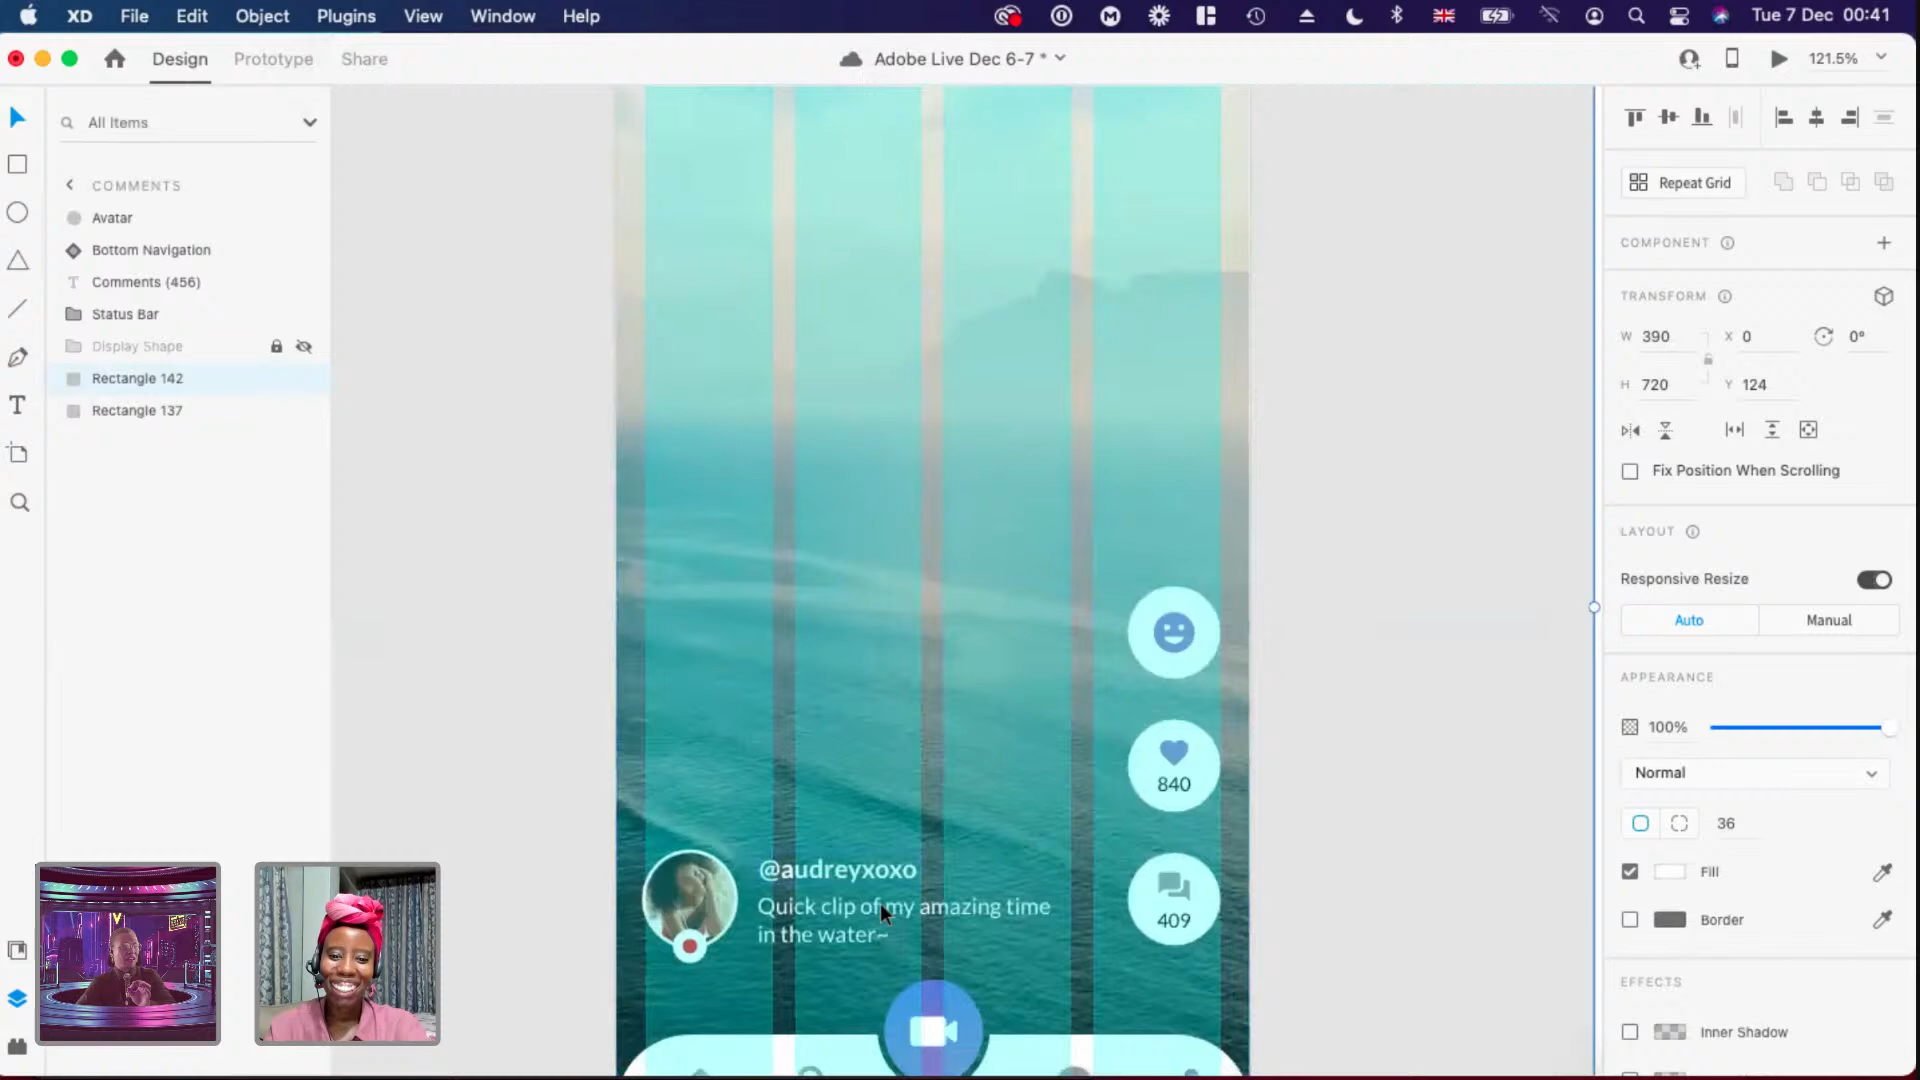 XD File Edit Object Plugins View Window Help
Tue 7 Dec 00:41
Design Prototype Share
Adobe Live Dec 6-7 *
121.5%
All Items
COMMENTS
Avatar
Bottom Navigation
T Comments (456)
Status Bar
Display Shape
Rectangle 142
Rectangle 137
@audreyxoxo
Quick clip of my amazing time
in the water~
840
409
Repeat Grid
COMPONENT
TRANSFORM
W 390 X 0 0°
H 720 Y 124
Fix Position When Scrolling
LAYOUT
Responsive Resize
Auto Manual
APPEARANCE
100%
Normal
36
Fill
Border
EFFECTS
Inner Shadow